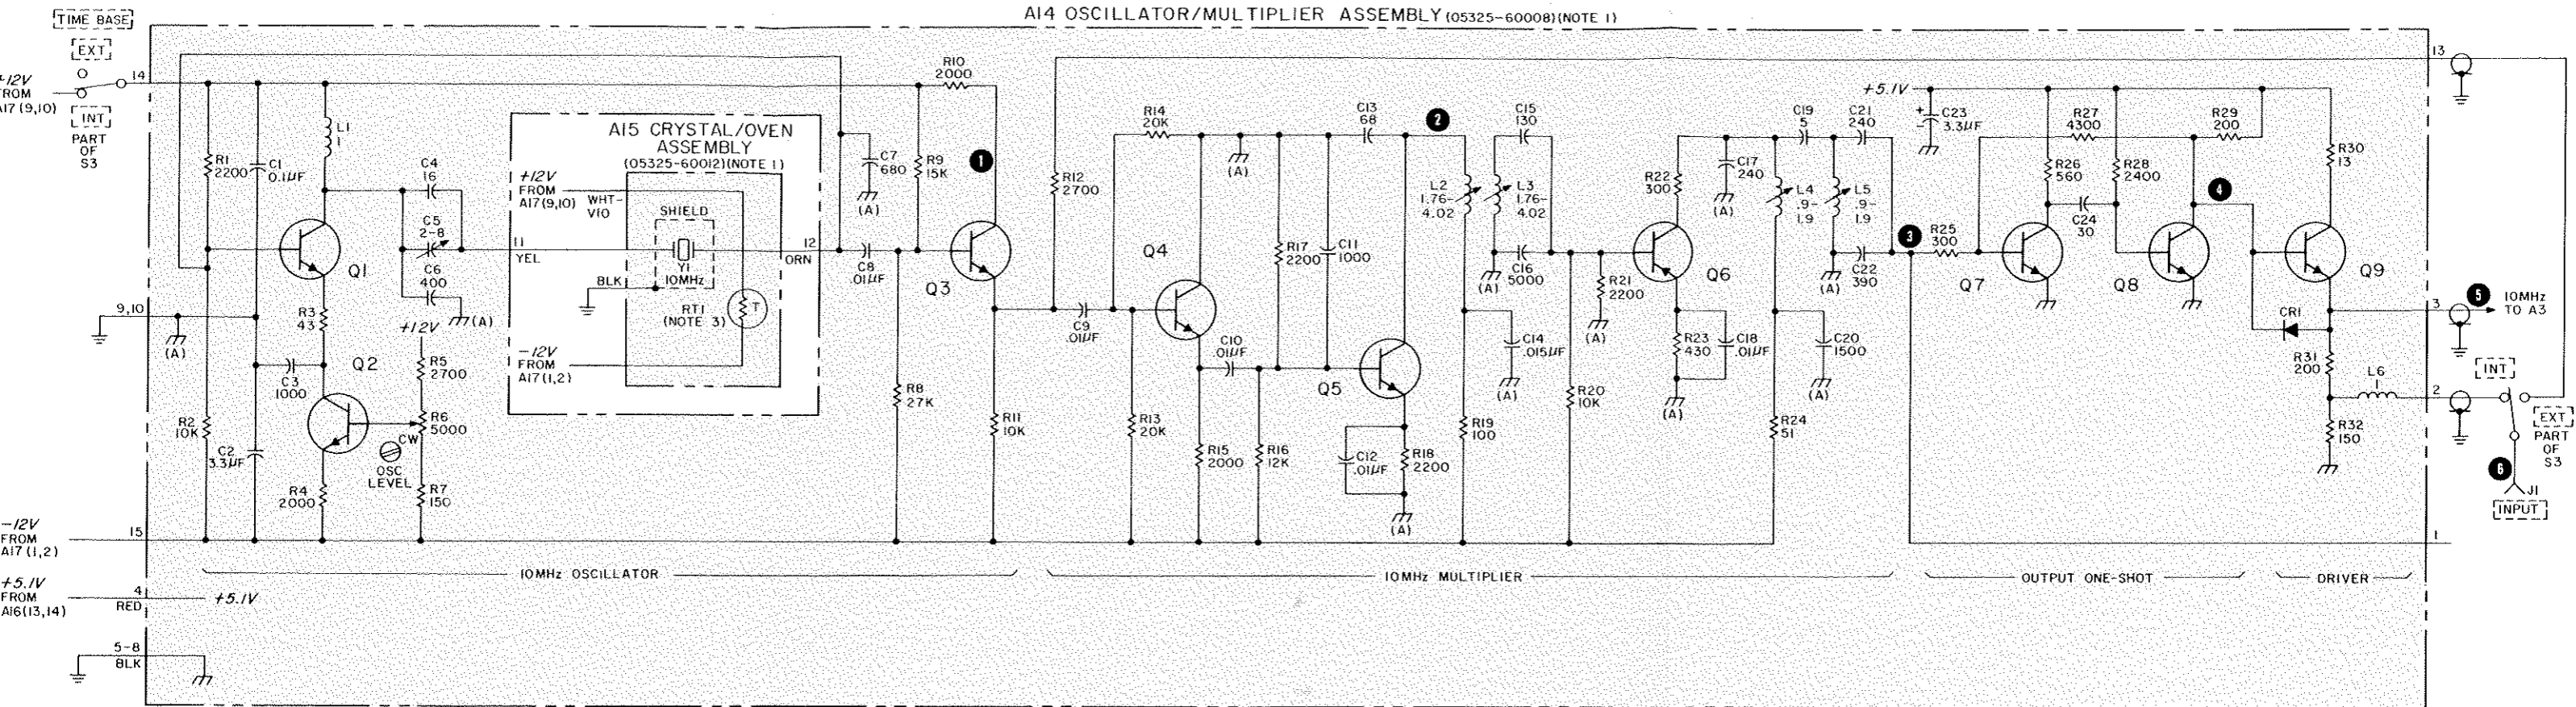 A14 OSCILLATOR/MULTIPLIER ASSEMBLY (05325-60008)(NOTE 1)
TIME BASE
EXT
+12V
FROM
A17 (9,10)
INT
PART
OF
S3
14
R1
2200
C1
0.1µF
L1
1
Q1
C4
16
C5
2-8
C6
400
(A)
9,10
(A)
R3
43
C3
1000
Q2
+12V
R5
2700
R6
5000
CW
OSC
LEVEL
R7
150
R2
10K
C2
3.3µF
R4
2000
-12V
FROM
A17 (1,2)
15
+5.1V
FROM
A16(13,14)
4
RED
+5.1V
5-8
BLK
11
YEL
A15 CRYSTAL/OVEN
ASSEMBLY
(05325-60012)(NOTE 1)
+12V
FROM
A17(9,10)
WHT-
VIO
SHIELD
Y1
10MHz
BLK
RT1
(NOTE 3)
T
-12V
FROM
A17(1,2)
12
ORN
C7
680
(A)
R10
2000
R9
15K
1
C8
.01µF
Q3
R8
27K
R11
10K
R12
2700
C9
.01µF
R14
20K
Q4
R13
20K
(A)
R17
2200
C11
1000
C13
68
C10
.01µF
R15
2000
R16
12K
Q5
C12
.01µF
R18
2200
(A)
2
L2
1.76-
4.02
L3
1.76-
4.02
C15
130
(A)
C16
5000
C14
.015µF
(A)
R19
100
R20
10K
R21
2200
(A)
R22
300
Q6
R23
430
C18
.01µF
(A)
C17
240
(A)
C19
5
C21
240
L4
.9-
1.9
L5
.9-
1.9
(A)
C22
390
R24
51
C20
1500
(A)
3
R25
300
+5.1V
C23
3.3µF
R27
4300
R29
200
R26
560
R28
2400
C24
30
Q7
Q8
4
R30
13
Q9
CR1
R31
200
R32
150
L6
1
13
3
5
10MHz
TO A3
2
INT
EXT
PART
OF
S3
6
J1
INPUT
1
10MHz OSCILLATOR
10MHz MULTIPLIER
OUTPUT ONE-SHOT
DRIVER